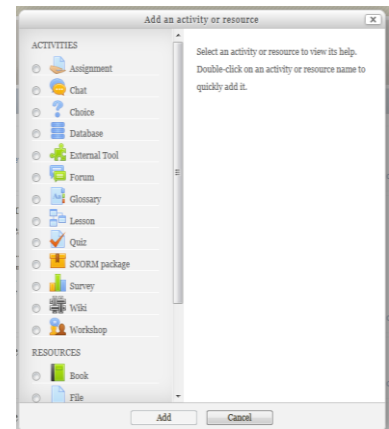 Add an activity or resource
ACTIVITIES
Assignment
Chat
Choice
Database
External Tool
Forum
Glossary
Lesson
Quiz
SCORM package
Survey
Wiki
Workshop
RESOURCES
Book
File
Select an activity or resource to view its help.
Double-click on an activity or resource name to
quickly add it.
Add
Cancel